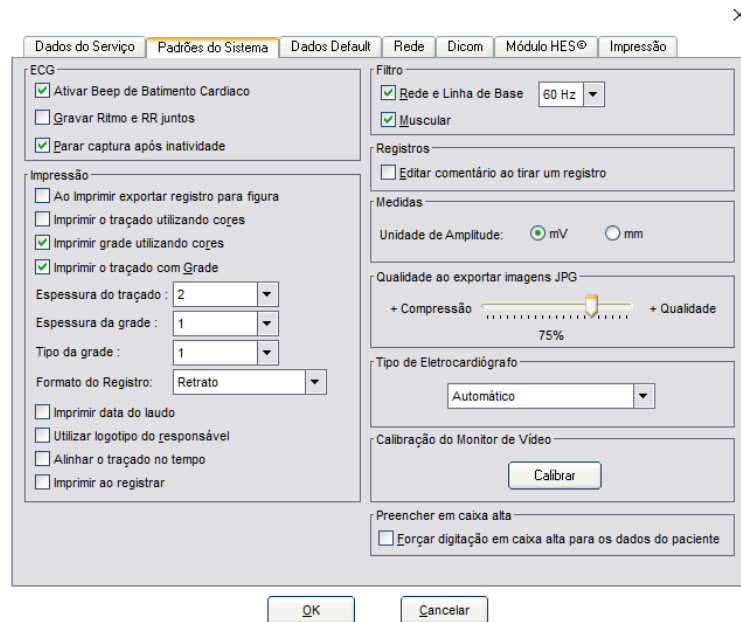 Dados do Serviço Padrões do Sistema Dados Default Rede Dicom Módulo HES® Impressão
ECG
Ativar Beep de Batimento Cardiaco
Gravar Ritmo e RR juntos
Parar captura após inatividade
Impressão
Ao Imprimir exportar registro para figura
Imprimir o traçado utilizando cores
Imprimir grade utilizando cores
Imprimir o traçado com Grade
Espessura do traçado : 2
Espessura da grade : 1
Tipo da grade : 1
Formato do Registro: Retrato
Imprimir data do laudo
Utilizar logotipo do responsável
Alinhar o traçado no tempo
Imprimir ao registrar
Filtro
Rede e Linha de Base 60 Hz
Muscular
Registros
Editar comentário ao tirar um registro
Medidas
Unidade de Amplitude: mV mm
Qualidade ao exportar imagens JPG
+ Compressão + Qualidade
75%
Tipo de Eletrocardiógrafo
Automático
Calibração do Monitor de Vídeo
Calibrar
Preencher em caixa alta
Forçar digitação em caixa alta para os dados do paciente
OK Cancelar